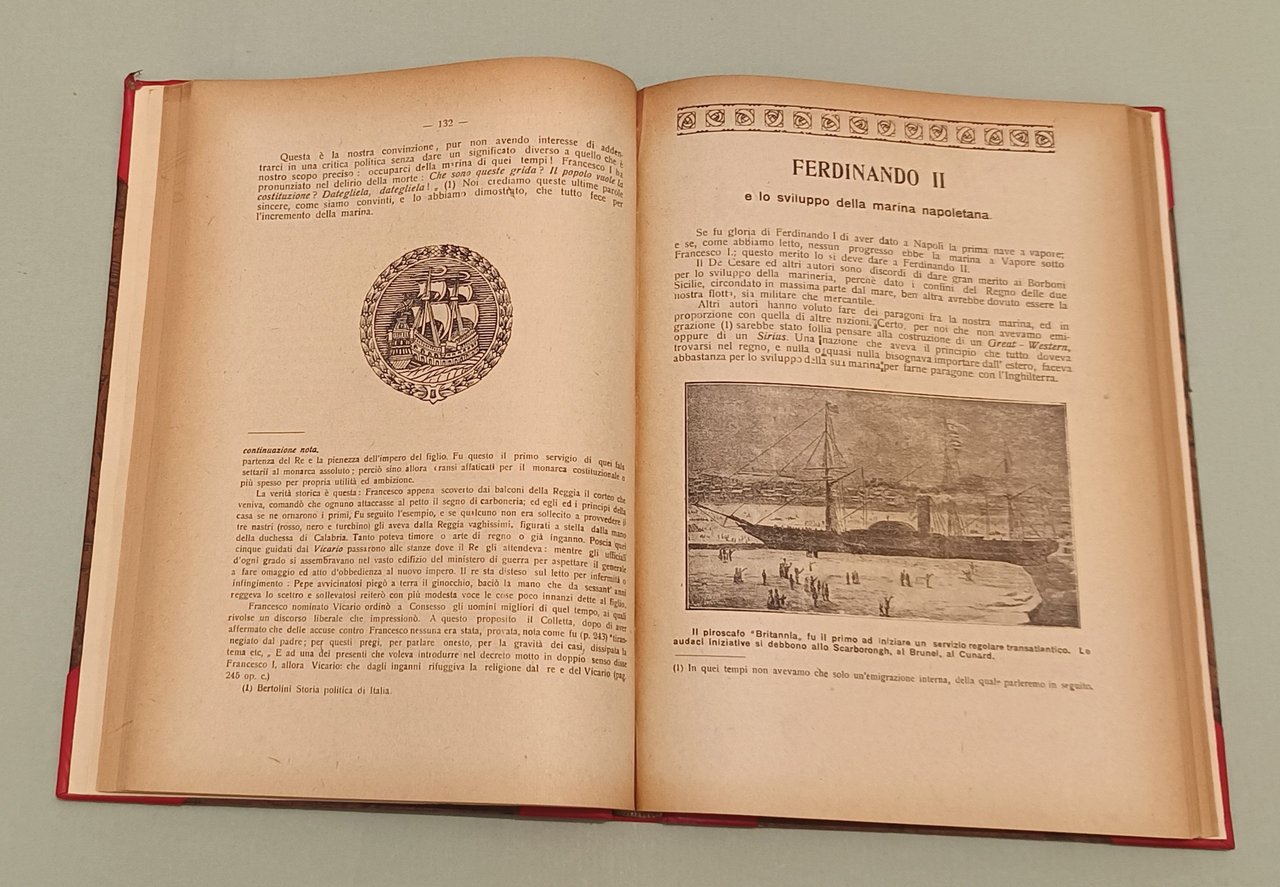 — 132 —
Questa è la nostra convinzione, pur non avendo interesse di adden-
trarci in una critica politica senza dare un significato diverso a quello che è
nostro scopo preciso: occuparci della marina di quei tempi! Francesco I ha
pronunziato nel delirio della morte: Che sono queste grida? Il popolo vuole la
costituzione? Dategliela, dategliela! „ (1) Noi crediamo queste ultime parole
sincere, come siamo convinti, e lo abbiamo dimostrato, che tutto fece per
l'incremento della marina.
continuazione nota.
partenza del Re e la pienezza dell'impero del figlio. Fu questo il primo servigio di quei falsi
settarii al monarca assoluto; perciò sino allora eransi affaticati per il monarca costituzionale o
più spesso per propria utilità ed ambizione.
La verità storica è questa: Francesco appena scoverto dai balconi della Reggia il corteo che
veniva, comandò che ognuno attaccasse al petto il segno di carboneria; ed egli ed i principi della
casa se ne ornarono i primi, Fu seguito l'esempio, e se qualcuno non era sollecito a provvedere il
tre nastri (rosso, nero e turchino) gli aveva dalla Reggia vaghissimi, figurati a stella dalla mano
della duchessa di Calabria. Tanto poteva timore o arte di regno o già inganno. Poscia quei
cinque guidati dal Vicario passarono alle stanze dove il Re gli attendeva: mentre gli ufficiali
d'ogni grado si assembravano nel vasto edifizio del ministero di guerra per aspettare il generale
a fare omaggio ed atto d'obbedienza al nuovo impero. Il re sta disteso sul letto per infermità o
infingimento: Pepe avvicinatosi piegò a terra il ginocchio, baciò la mano che da sessant'anni
reggeva lo scettro e sollevatosi reiterò con più modesta voce le cose poco innanzi dette al figlio.
Francesco nominato Vicario ordinò a Consesso gli uomini migliori di quel tempo, ai quali
rivolse un discorso liberale che impressionò. A questo proposito il Colletta, dopo di aver
affermato che delle accuse contro Francesco nessuna era stata, provata, nota come fu (p. 243) "tiran-
negiato dal padre; per questi pregi, per parlare onesto, per la gravità dei casi, dissipata la
tema etc, „ E ad una dei presenti che voleva introdurre nel decreto motto in doppio senso disse
Francesco I, allora Vicario: che dagli inganni rifuggiva la religione dal re e del Vicario (pag.
245 op. c.)
(1) Bertolini Storia politica di Italia.
FERDINANDO II
e lo sviluppo della marina napoletana
Se fu gloria di Ferdinando I di aver dato a Napoli la prima nave a vapore;
e se, come abbiamo letto, nessun progresso ebbe la marina a Vapore sotto
Francesco I.; questo merito lo si deve dare a Ferdinando II.
Il De Cesare ed altri autori sono discordi di dare gran merito ai Borboni
per lo sviluppo della marineria, perchè dato i confini del Regno delle due
Sicilie, circondato in massima parte dal mare, ben altra avrebbe dovuto essere la
nostra flotta, sia militare che mercantile.
Altri autori hanno voluto fare dei paragoni fra la nostra marina, ed in
proporzione con quella di altre nazioni. Certo, per noi che non avevamo emi-
grazione (1) sarebbe stato follia pensare alla costruzione di un Great-Western,
oppure di un Sirius. Una nazione che aveva il principio che tutto doveva
trovarsi nel regno, e nulla o quasi nulla bisognava importare dall'estero, faceva
abbastanza per lo sviluppo della sua marina per farne paragone con l'Inghilterra.
Il piroscafo "Britannia„ fu il primo ad iniziare un servizio regolare transatlantico. Le
audaci iniziative si debbono allo Scarborongh, al Brunel, al Cunard.
(1) In quei tempi non avevamo che solo un'emigrazione interna, della quale parleremo in seguito.